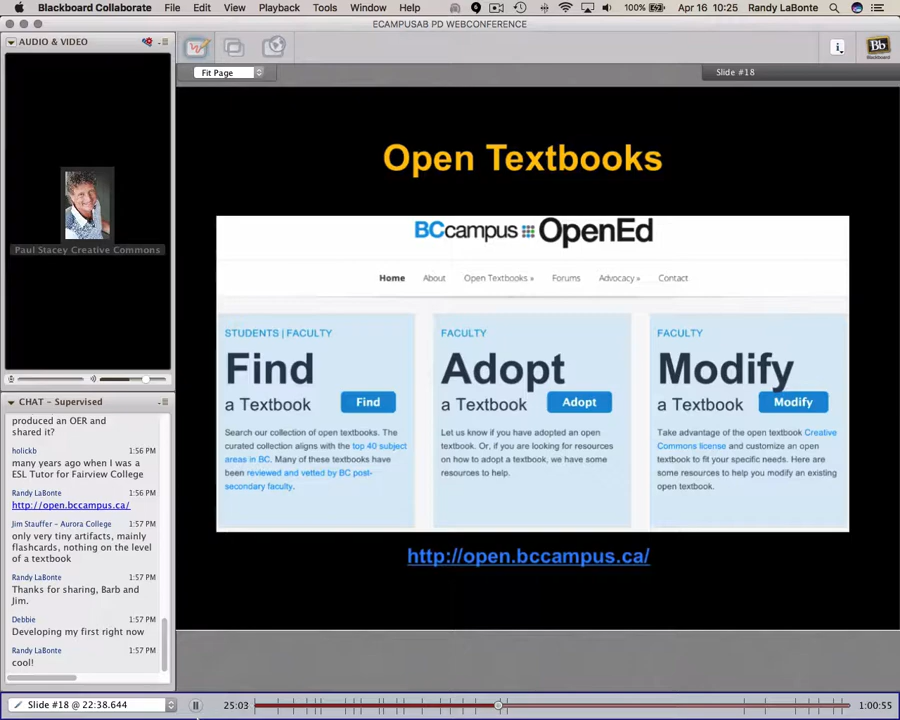 Blackboard Collaborate File Edit View Playback Tools Window Help 100% Apr 16 10:25 Randy LaBonte
ECAMPUSAB PD WEBCONFERENCE
AUDIO & VIDEO
Paul Stacey Creative Commons
CHAT - Supervised
produced an OER and
shared it?
holickb 1:56 PM
many years ago when I was a
ESL Tutor for Fairview College
Randy LaBonte 1:56 PM
http://open.bccampus.ca/
Jim Stauffer - Aurora College 1:57 PM
only very tiny artifacts, mainly
flashcards, nothing on the level
of a textbook
Randy LaBonte 1:57 PM
Thanks for sharing, Barb and
Jim.
Debbie 1:57 PM
Developing my first right now
Randy LaBonte 1:57 PM
cool!
Fit Page
Slide #18
i
Bb
Blackboard
Open Textbooks
BCcampus OpenEd
Home About Open Textbooks » Forums Advocacy » Contact
STUDENTS | FACULTY
Find
a Textbook Find
Search our collection of open textbooks. The
curated collection aligns with the top 40 subject
areas in BC. Many of these textbooks have
been reviewed and vetted by BC post-
secondary faculty.
FACULTY
Adopt
a Textbook Adopt
Let us know if you have adopted an open
textbook. Or, if you are looking for resources
on how to adopt a textbook, we have some
resources to help.
FACULTY
Modify
a Textbook Modify
Take advantage of the open textbook Creative
Commons license and customize an open
textbook to fit your specific needs. Here are
some resources to help you modify an existing
open textbook.
http://open.bccampus.ca/
Slide #18 @ 22:38.644 25:03 1:00:55